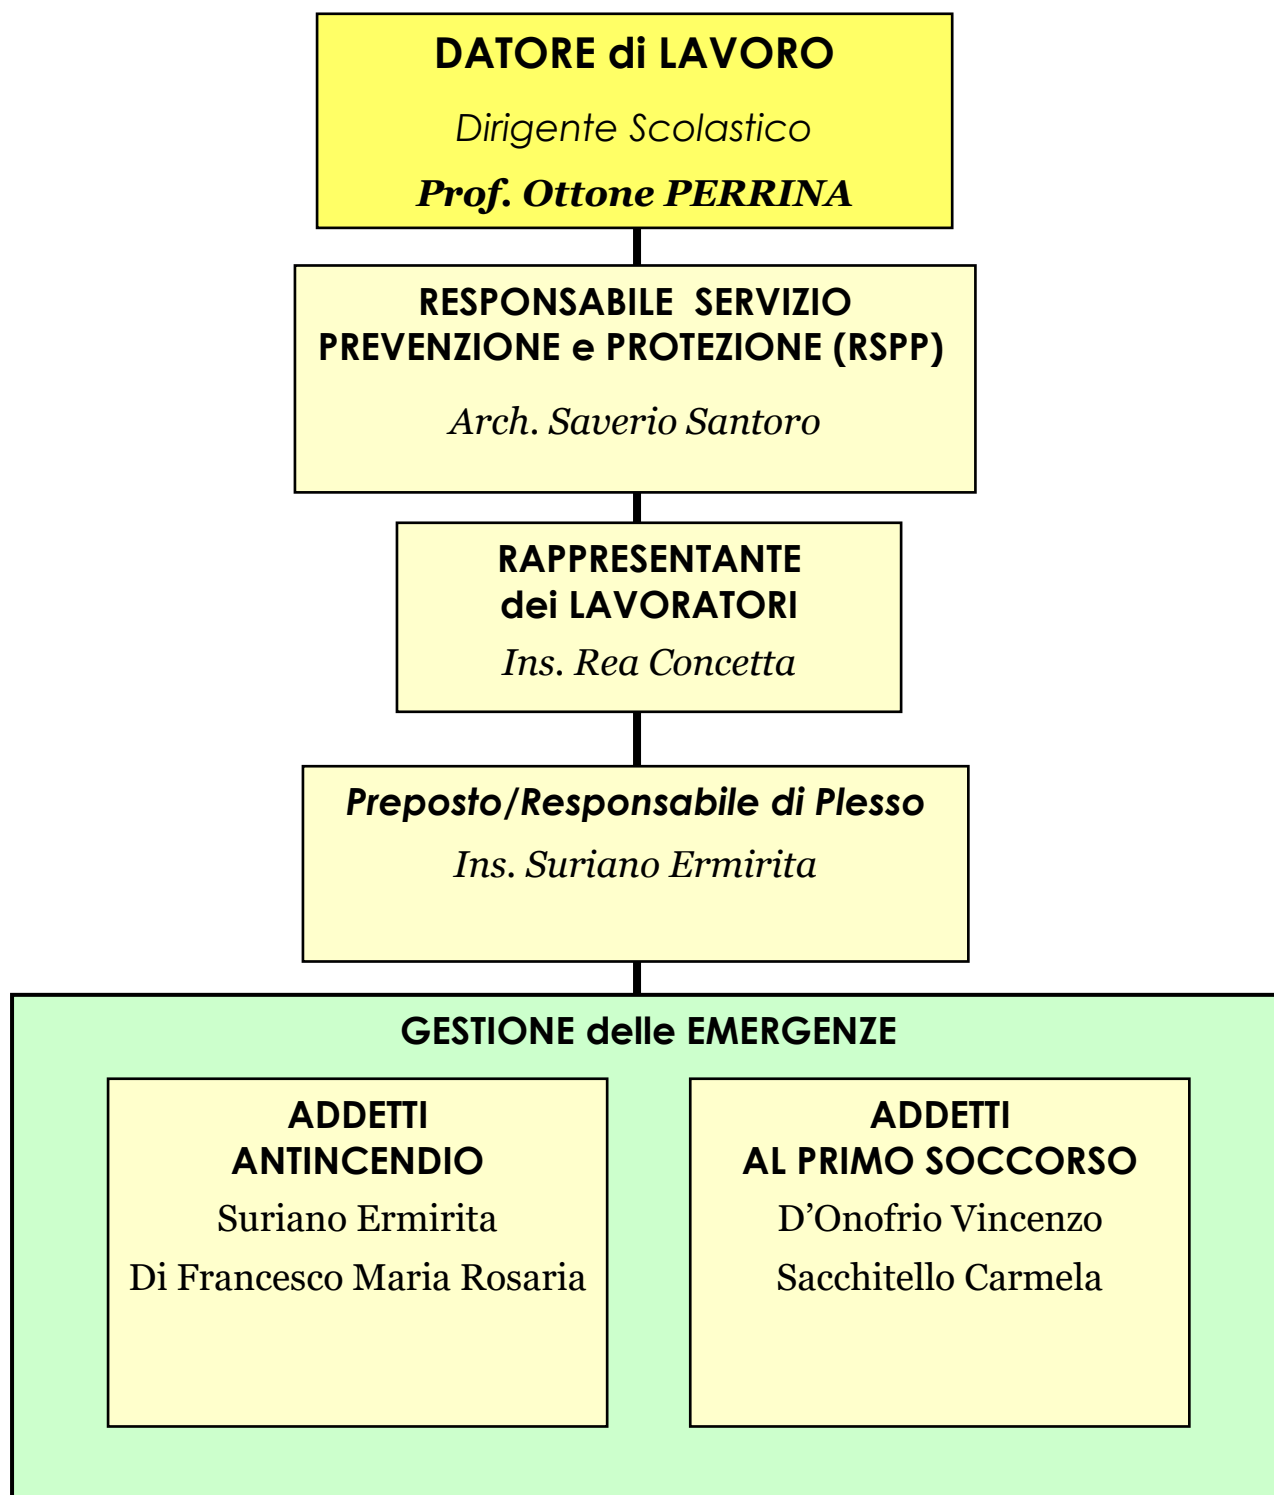 DATORE di LAVORO
Dirigente Scolastico
Prof. Ottone PERRINA
RESPONSABILE SERVIZIO
PREVENZIONE e PROTEZIONE (RSPP)
Arch. Saverio Santoro
RAPPRESENTANTE
dei LAVORATORI
Ins. Rea Concetta
Preposto/Responsabile di Plesso
Ins. Suriano Ermirita
GESTIONE delle EMERGENZE
ADDETTI
ANTINCENDIO
Suriano Ermirita
Di Francesco Maria Rosaria
ADDETTI
AL PRIMO SOCCORSO
D’Onofrio Vincenzo
Sacchitello Carmela